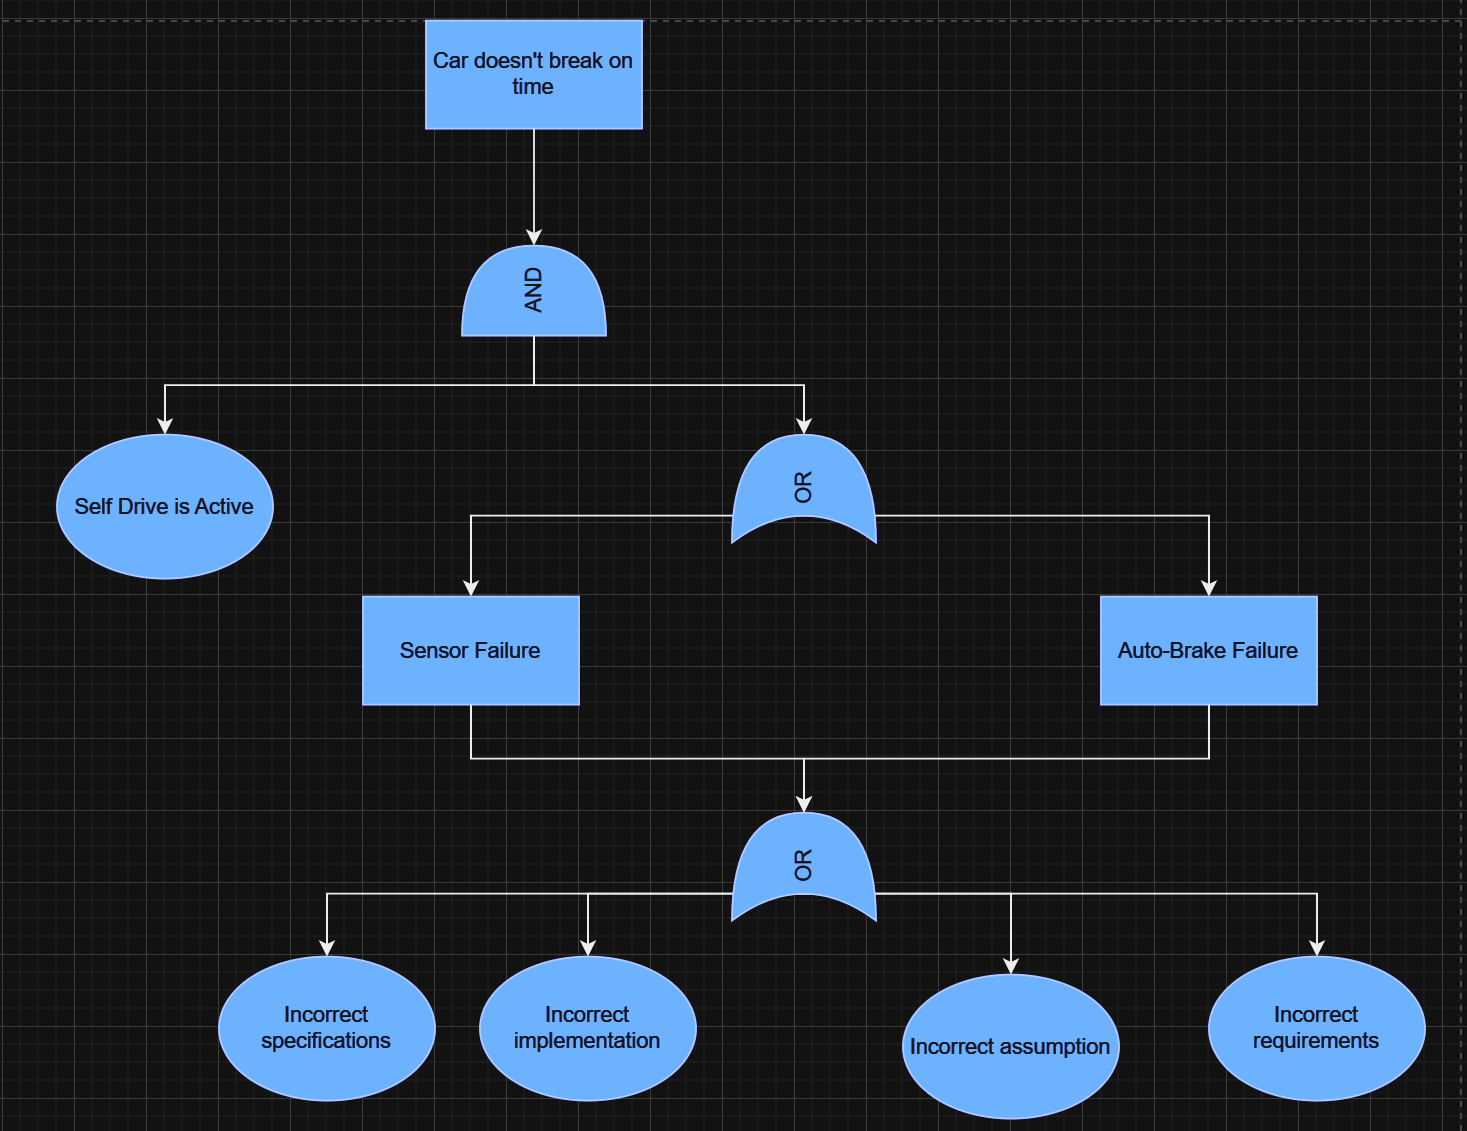 Car doesn't break on
time
AND
Self Drive is Active
OR
Sensor Failure
Auto-Brake Failure
OR
Incorrect
specifications
Incorrect
implementation
Incorrect assumption
Incorrect
requirements